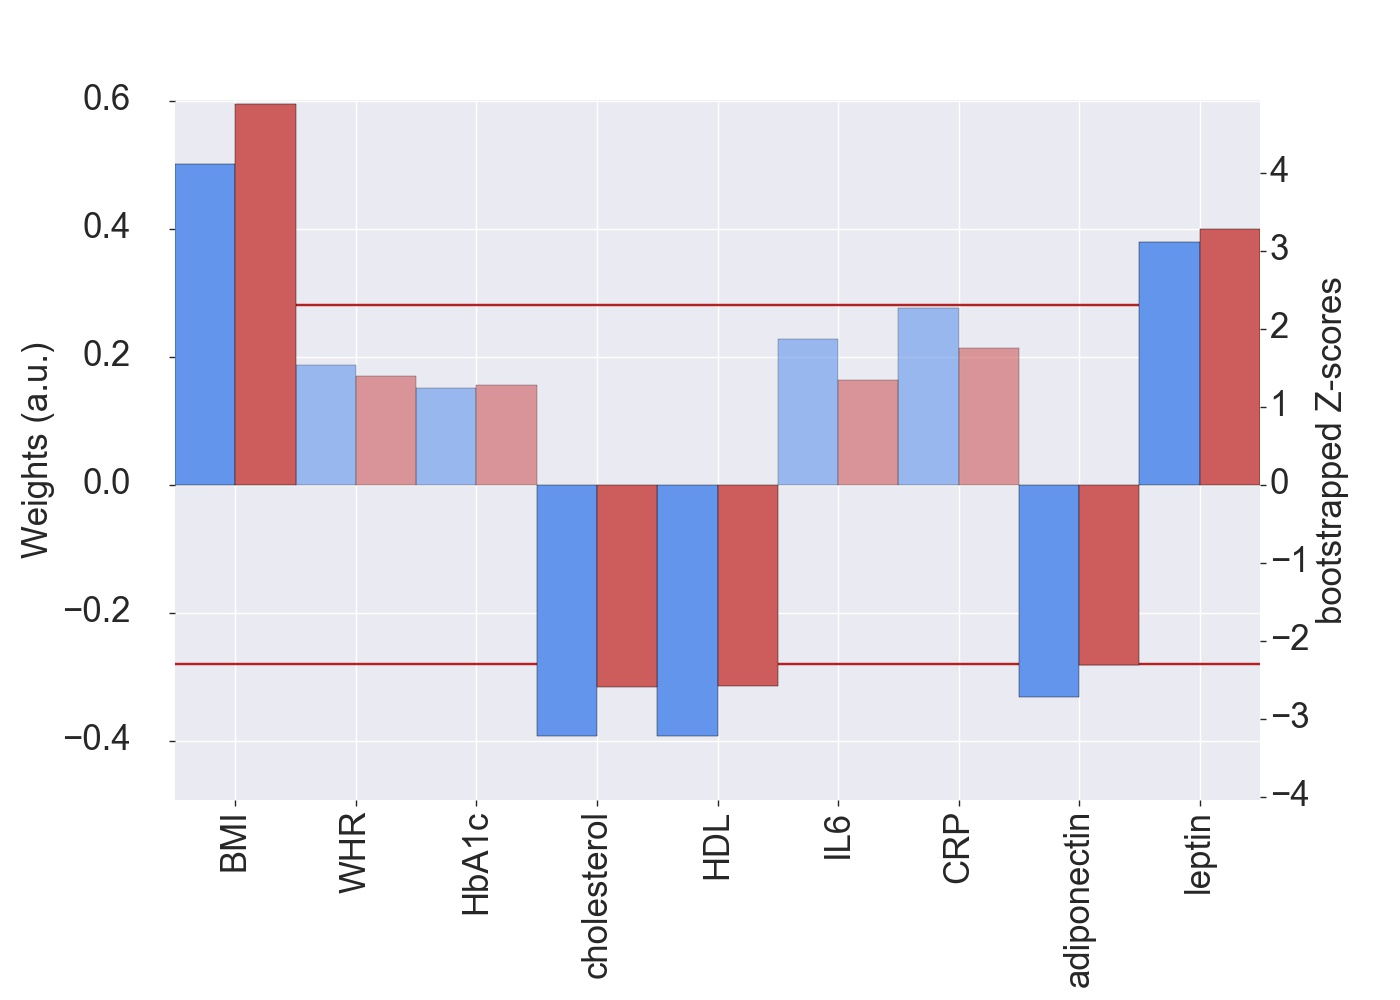 Weights (a.u.)
0.6
0.4
0.2
0.0
−0.2
−0.4
4
3
2
1
0
−1
−2
−3
−4
bootstrapped Z-scores
BMI
WHR
HbA1c
cholesterol
HDL
IL6
CRP
adiponectin
leptin